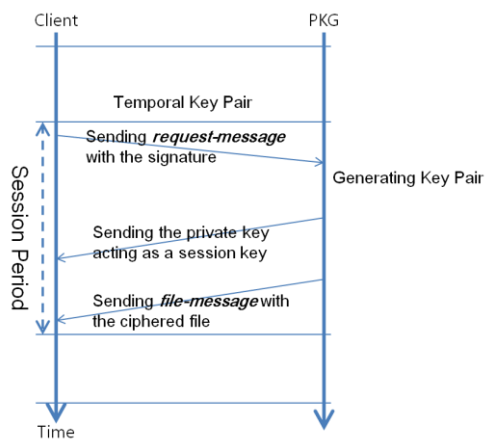 Client
PKG
Temporal Key Pair
Sending request-message
with the signature
Generating Key Pair
Session Period
Sending the private key
acting as a session key
Sending file-message with
the ciphered file
Time